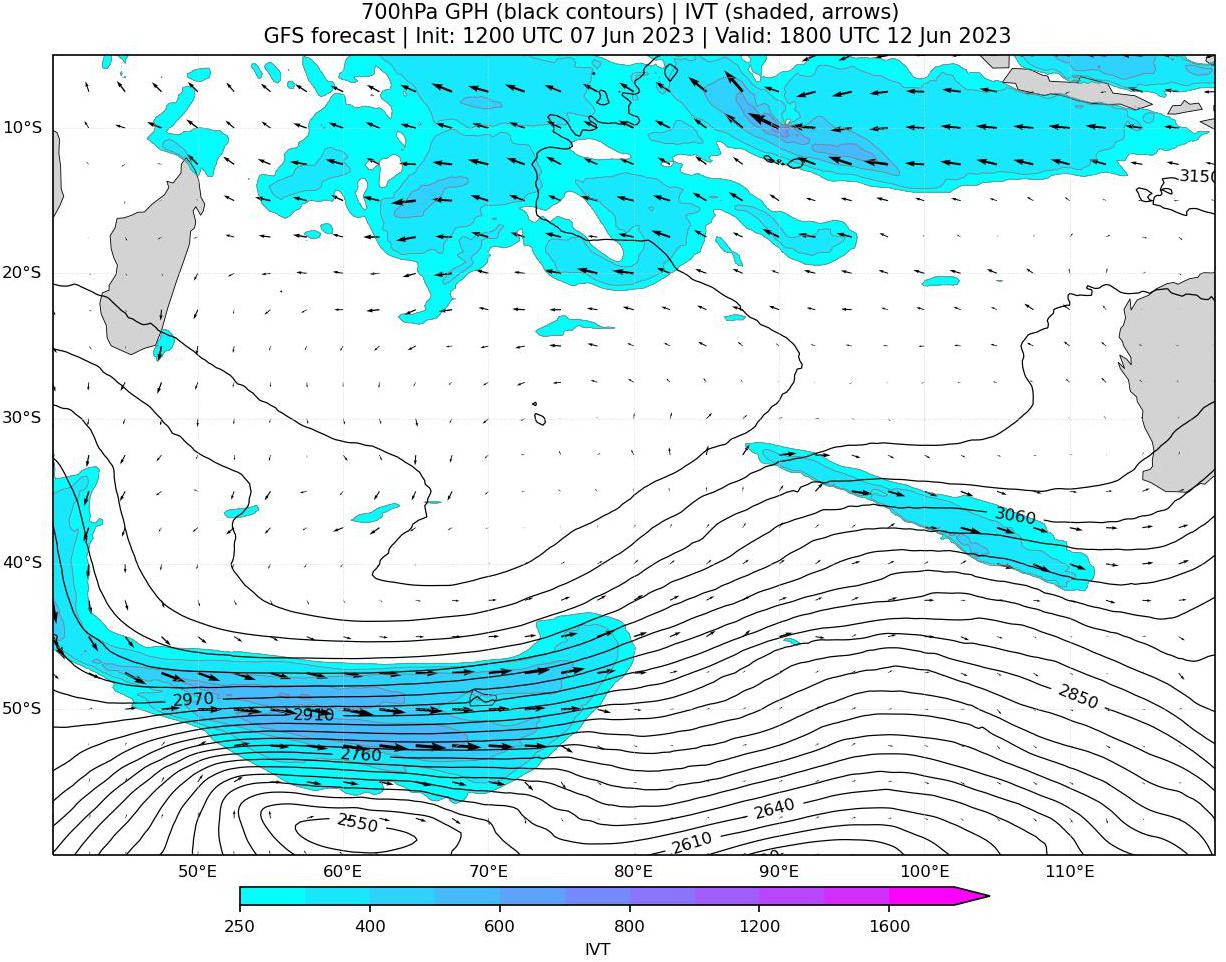 700hPa GPH (black contours) | IVT (shaded, arrows)
GFS forecast | Init: 1200 UTC 07 Jun 2023 | Valid: 1800 UTC 12 Jun 2023
10°S
3150
20°S
30°S
3060
40°S
2970
2910
2850
50°S
2760
2640
2550
2610
50°E 60°E 70°E 80°E 90°E 100°E 110°E
250 400 600 800 1200 1600
IVT